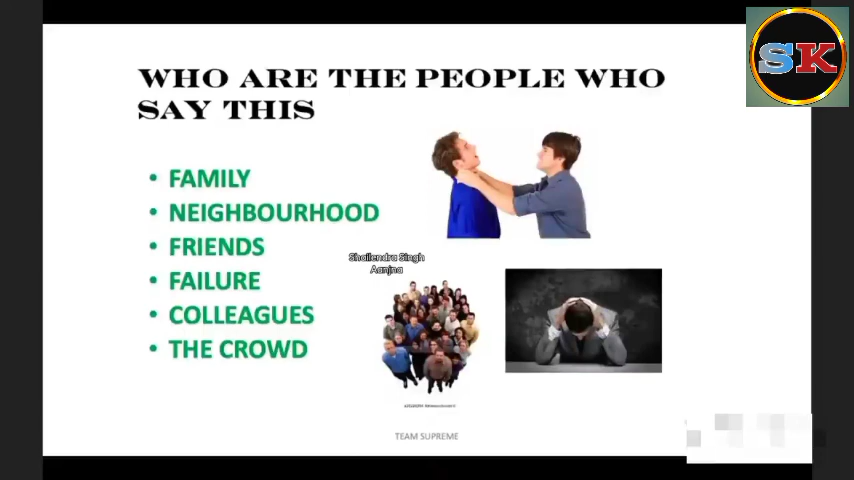 SK
WHO ARE THE PEOPLE WHO
SAY THIS
• FAMILY
• NEIGHBOURHOOD
• FRIENDS
• FAILURE
• COLLEAGUES
• THE CROWD
Shailendra Singh
Aanjna
TEAM SUPREME